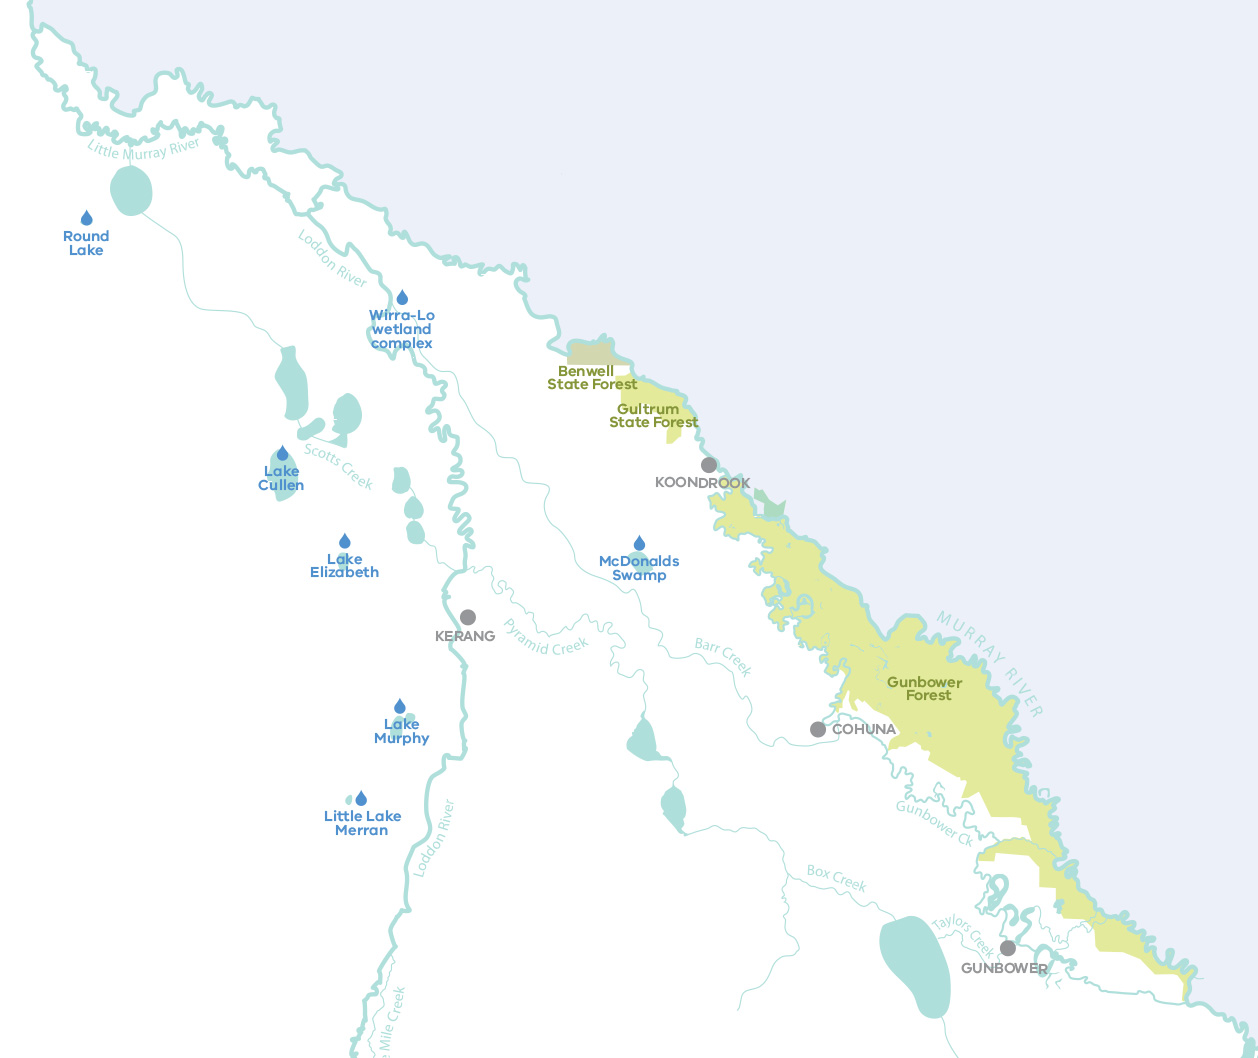 Little Murray River
Round
Lake
Loddon River
Wirra-Lo
wetland
complex
Benwell
State Forest
Gultrum
State Forest
Scotts Creek
Lake
Cullen
KOONDROOK
Lake
Elizabeth
McDonalds
Swamp
MURRAY RIVER
KERANG
Pyramid Creek
Barr Creek
Gunbower
Forest
Lake
Murphy
COHUNA
Little Lake
Merran
Loddon River
Gunbower Ck
Box Creek
Taylors Creek
GUNBOWER
Mile Creek